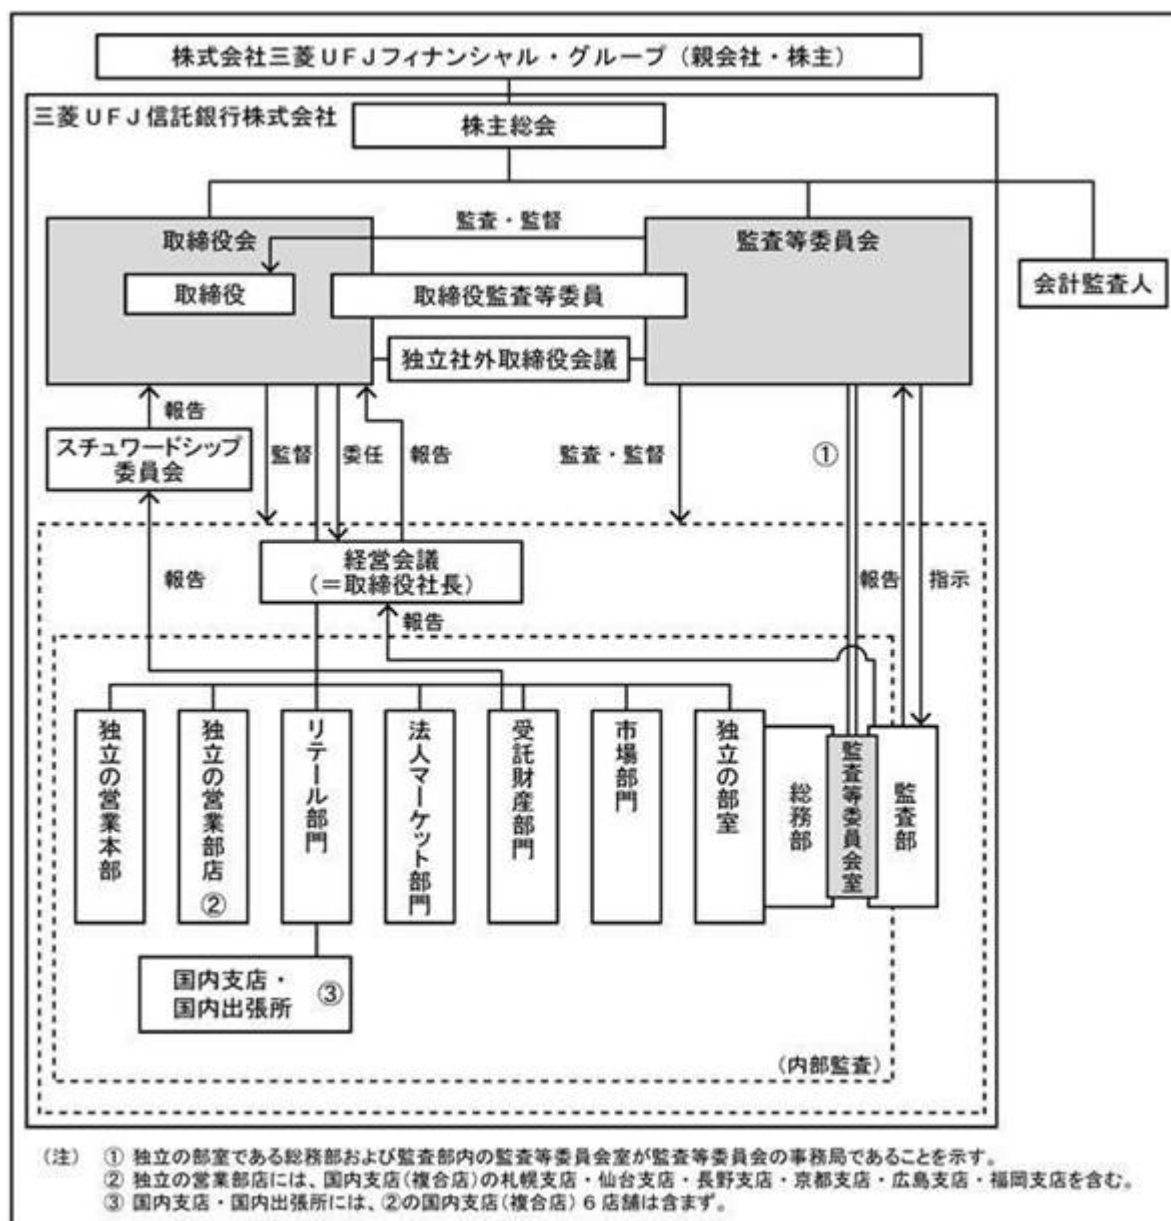 株式会社三菱UFJフィナンシャル・グループ（親会社・株主）
三菱UFJ信託銀行株式会社
株主総会
監査・監督
取締役会
監査等委員会
取締役
取締役監査等委員
会計監査人
独立社外取締役会議
報告
スチュワードシップ
委員会
監督
委任
報告
監査・監督
①
経営会議
（＝取締役社長）
報告
報告
指示
報告
独立の営業本部
独立の営業部店②
リテール部門
法人マーケット部門
受託財産部門
市場部門
独立の部室
総務部
監査等委員会室
監査部
国内支店・
国内出張所
③
（内部監査）
（注）　① 独立の部室である総務部および監査部内の監査等委員会室が監査等委員会の事務局であることを示す。
② 独立の営業部店には、国内支店（複合店）の札幌支店・仙台支店・長野支店・京都支店・広島支店・福岡支店を含む。
③ 国内支店・国内出張所には、②の国内支店（複合店）６店舗は含まず。